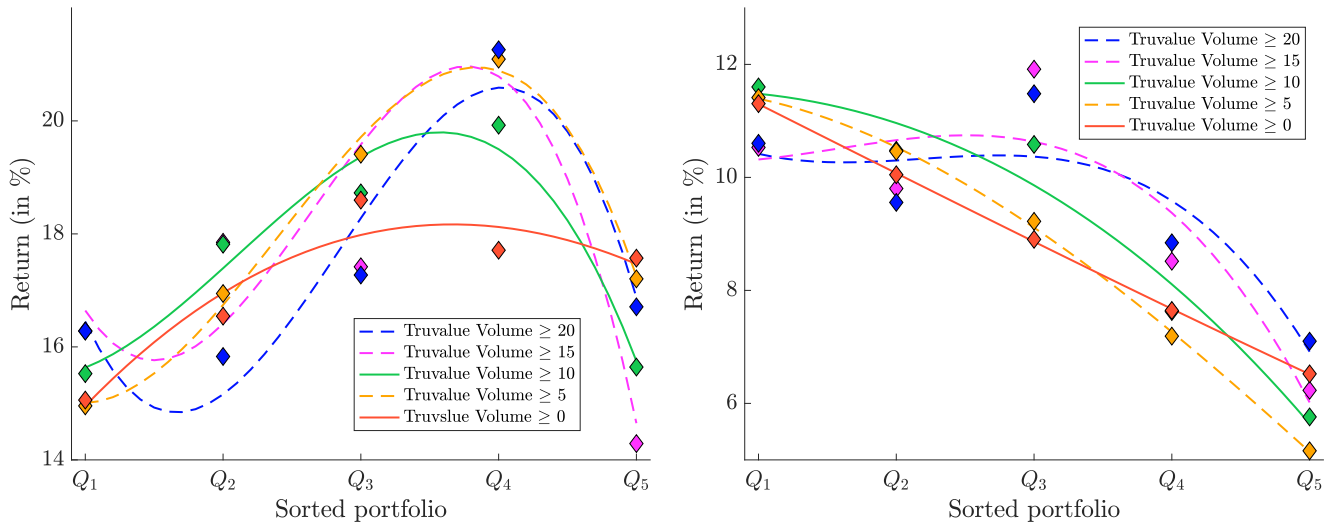 Return (in %)
20
18
16
14
Truvalue Volume ≥ 20
Truvalue Volume ≥ 15
Truvalue Volume ≥ 10
Truvalue Volume ≥ 5
Truvslue Volume ≥ 0
Q1 Q2 Q3 Q4 Q5
Sorted portfolio
Return (in %)
12
10
8
6
Truvalue Volume ≥ 20
Truvalue Volume ≥ 15
Truvalue Volume ≥ 10
Truvalue Volume ≥ 5
Truvalue Volume ≥ 0
Q1 Q2 Q3 Q4 Q5
Sorted portfolio